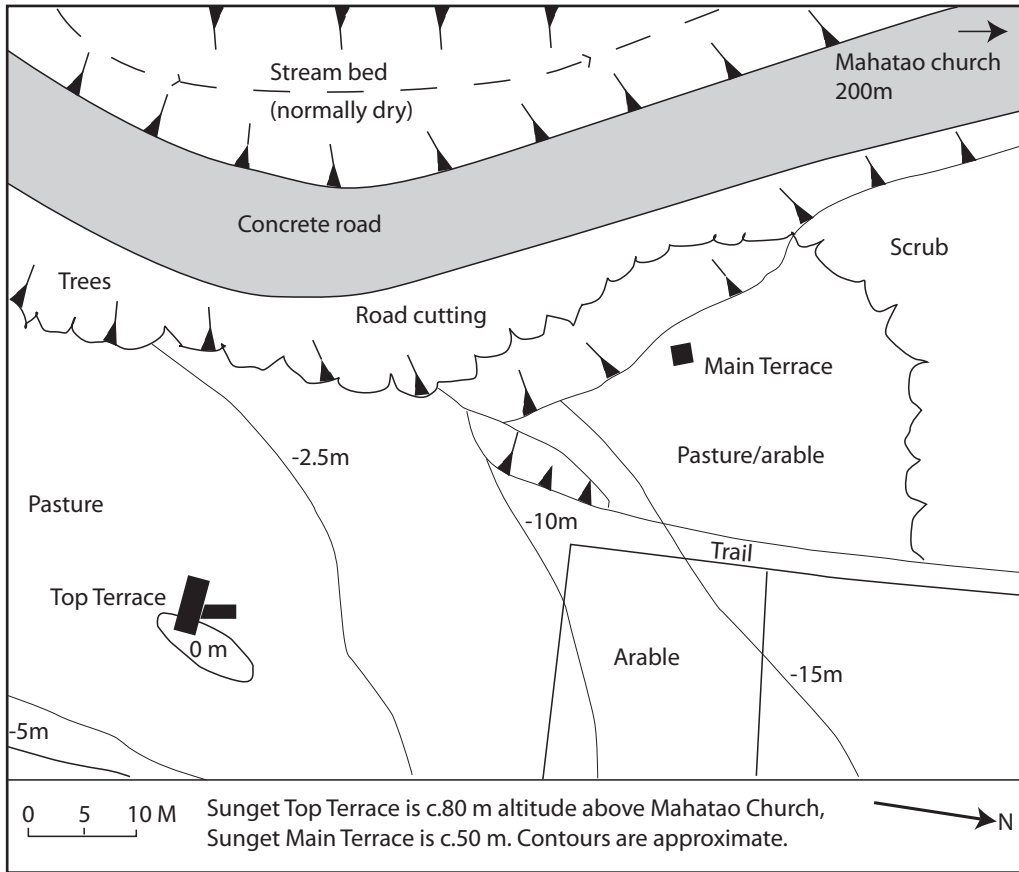 Stream bed
(normally dry)
Mahatao church
200m
Concrete road
Scrub
Trees
Road cutting
Main Terrace
-2.5m
Pasture/arable
Pasture
-10m
Trail
Top Terrace
0 m
Arable
-15m
-5m
0 5 10 M
Sunget Top Terrace is c.80 m altitude above Mahatao Church,
Sunget Main Terrace is c.50 m. Contours are approximate.
N